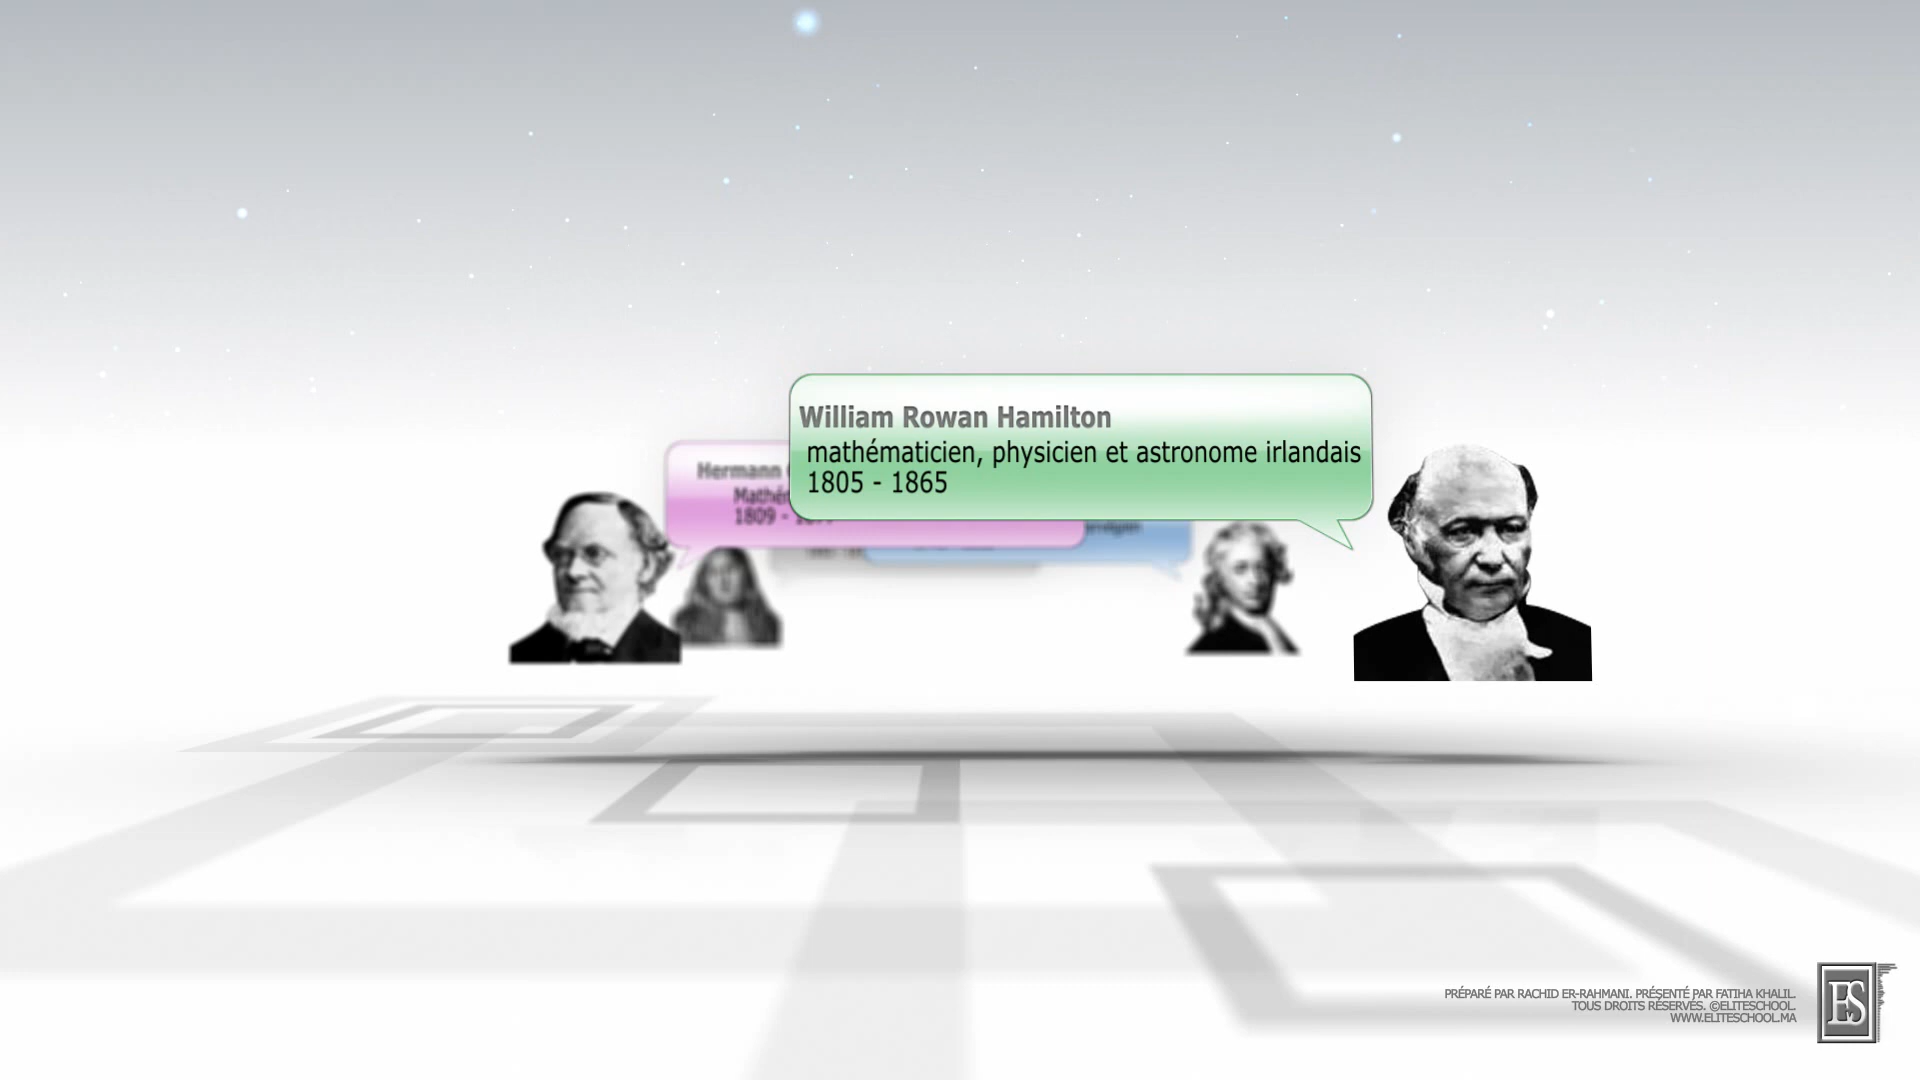 William Rowan Hamilton
mathématicien, physicien et astronome irlandais
1805 - 1865
Hermann
1809 -
PRÉPARÉ PAR RACHID ER-RAHMANI. PRÉSENTÉ PAR FATIHA KHALIL.
TOUS DROITS RÉSERVÉS. ©ELITESCHOOL.
WWW.ELITESCHOOL.MA
ES